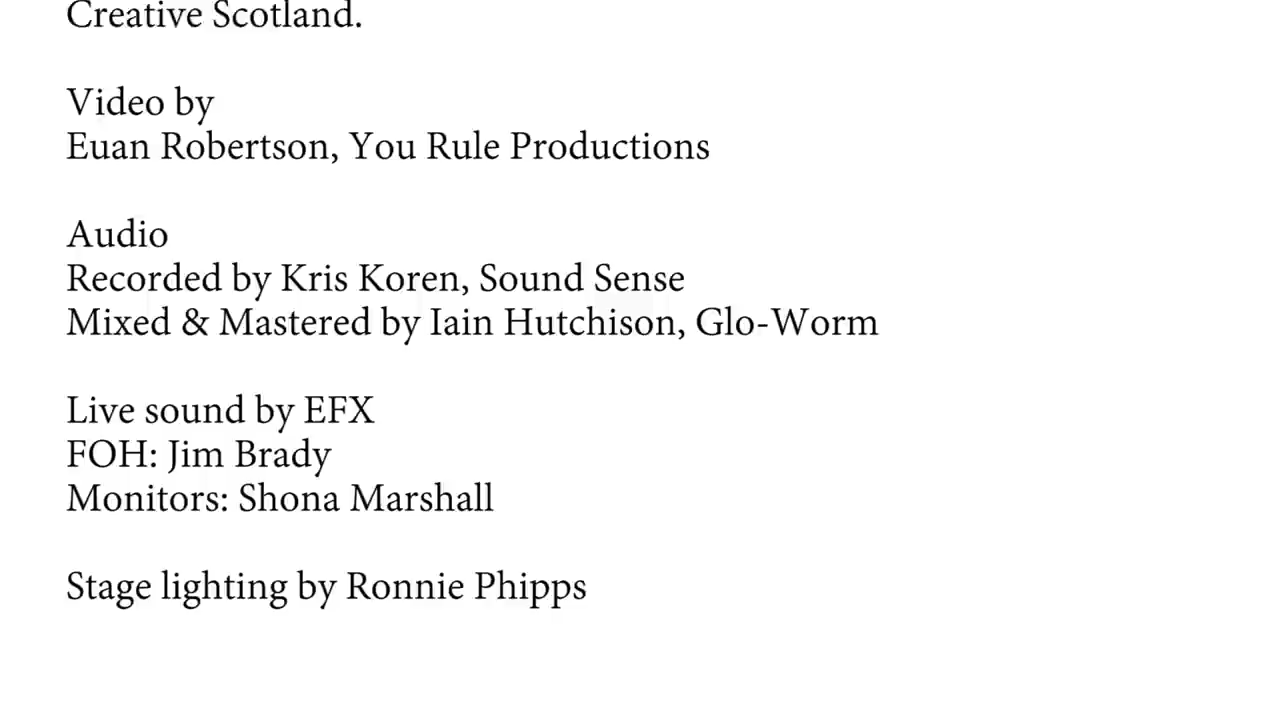 Creative Scotland.
Video by
Euan Robertson, You Rule Productions
Audio
Recorded by Kris Koren, Sound Sense
Mixed & Mastered by Iain Hutchison, Glo-Worm
Live sound by EFX
FOH: Jim Brady
Monitors: Shona Marshall
Stage lighting by Ronnie Phipps